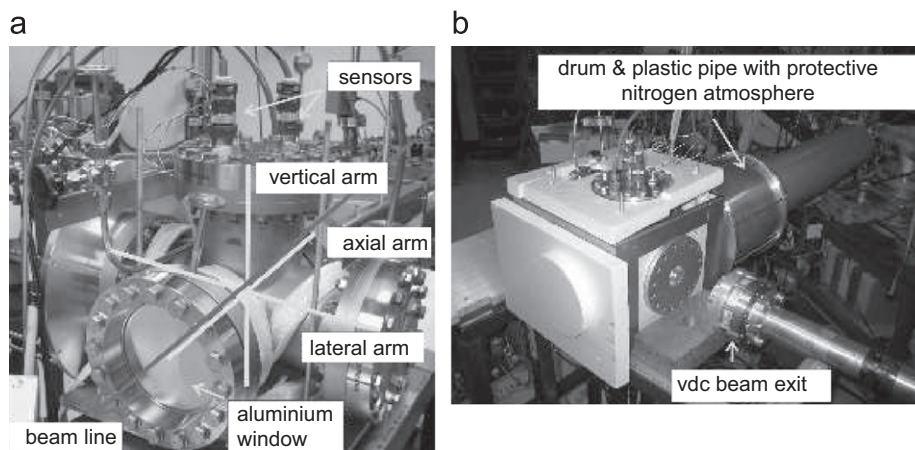 a
sensors
vertical arm
axial arm
lateral arm
aluminium
window
beam line
b
drum & plastic pipe with protective
nitrogen atmosphere
vdc beam exit